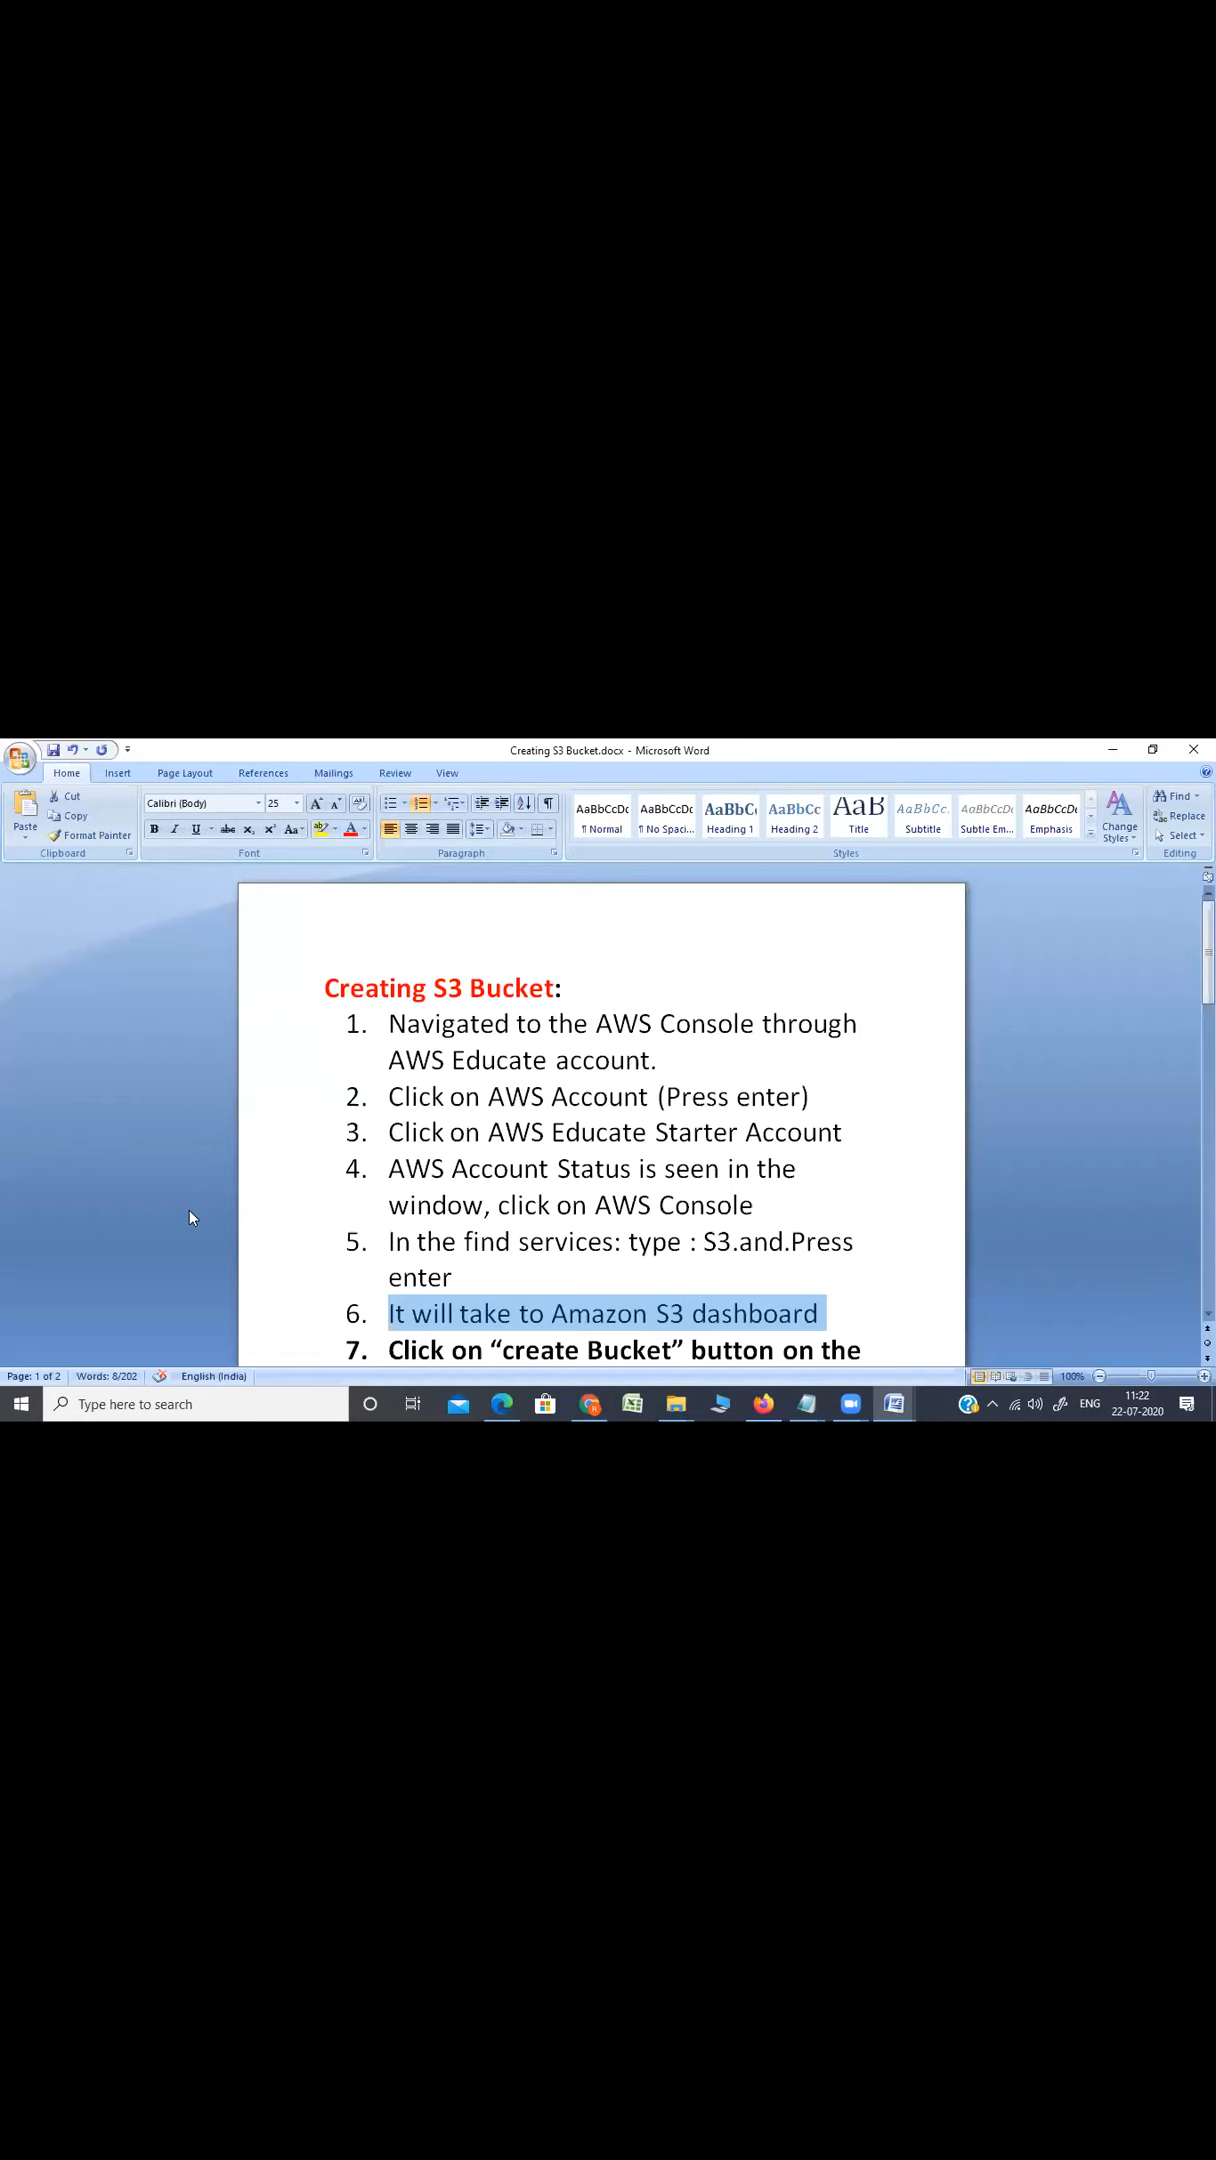 Creating S3 Bucket.docx - Microsoft Word
Home Insert Page Layout References Mailings Review View
Cut
Copy
Format Painter
Paste
Clipboard
Calibri (Body) 25
Font
Paragraph
AaBbCcDc AaBbCcDc AaBbC( AaBbCc AaB AaBbCc. AaBbCcDc AaBbCcDc
¶ Normal ¶ No Spaci... Heading 1 Heading 2 Title Subtitle Subtle Em... Emphasis
Change
Styles
Styles
Find
Replace
Select
Editing
Creating S3 Bucket:
1. Navigated to the AWS Console through
AWS Educate account.
2. Click on AWS Account (Press enter)
3. Click on AWS Educate Starter Account
4. AWS Account Status is seen in the
window, click on AWS Console
5. In the find services: type : S3.and.Press
enter
6. It will take to Amazon S3 dashboard
7. Click on “create Bucket” button on the
Page: 1 of 2 Words: 8/202 English (India) 100%
Type here to search
ENG
11:22
22-07-2020